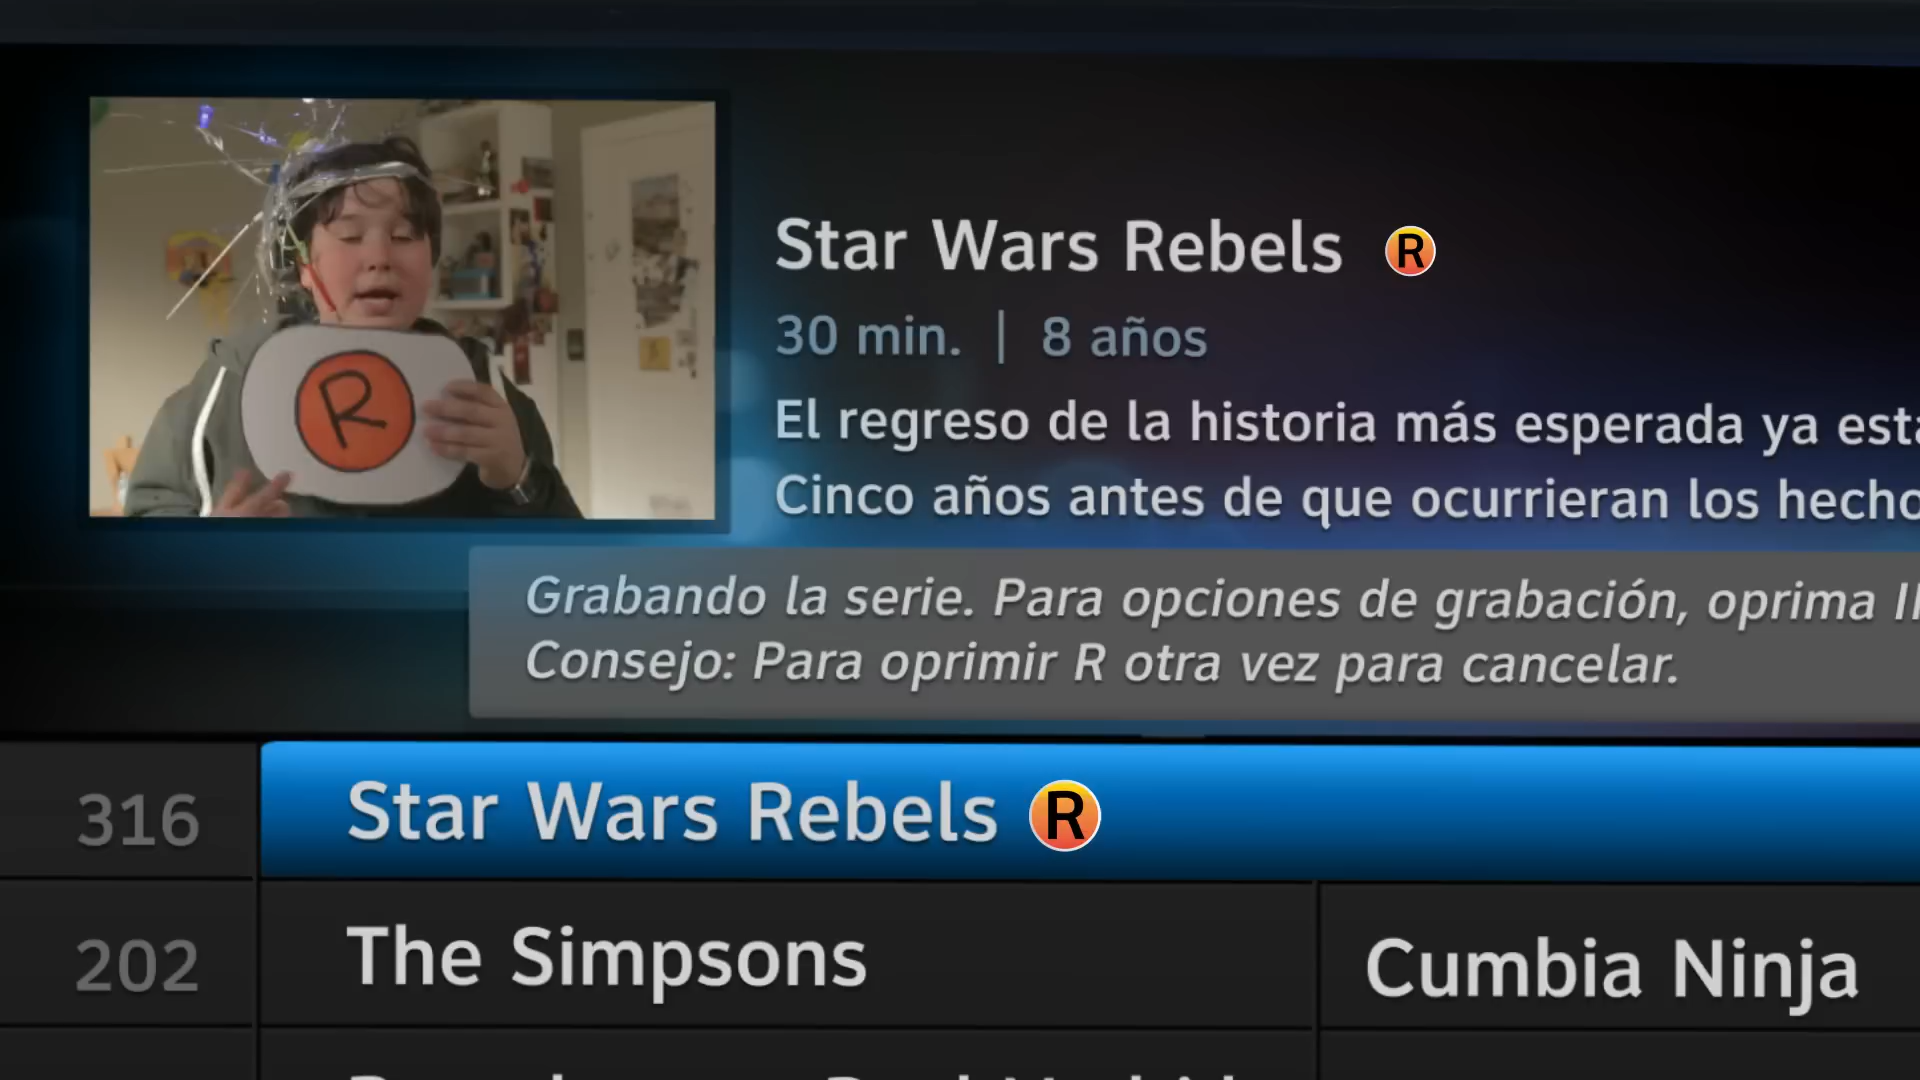 R
Star Wars Rebels R
30 min. | 8 años
El regreso de la historia más esperada ya
Cinco años antes de que ocurrieran los
Grabando la serie. Para opciones de grabación, oprima
Consejo: Para oprimir R otra vez para cancelar.
316 Star Wars Rebels R
202 The Simpsons Cumbia Ninja